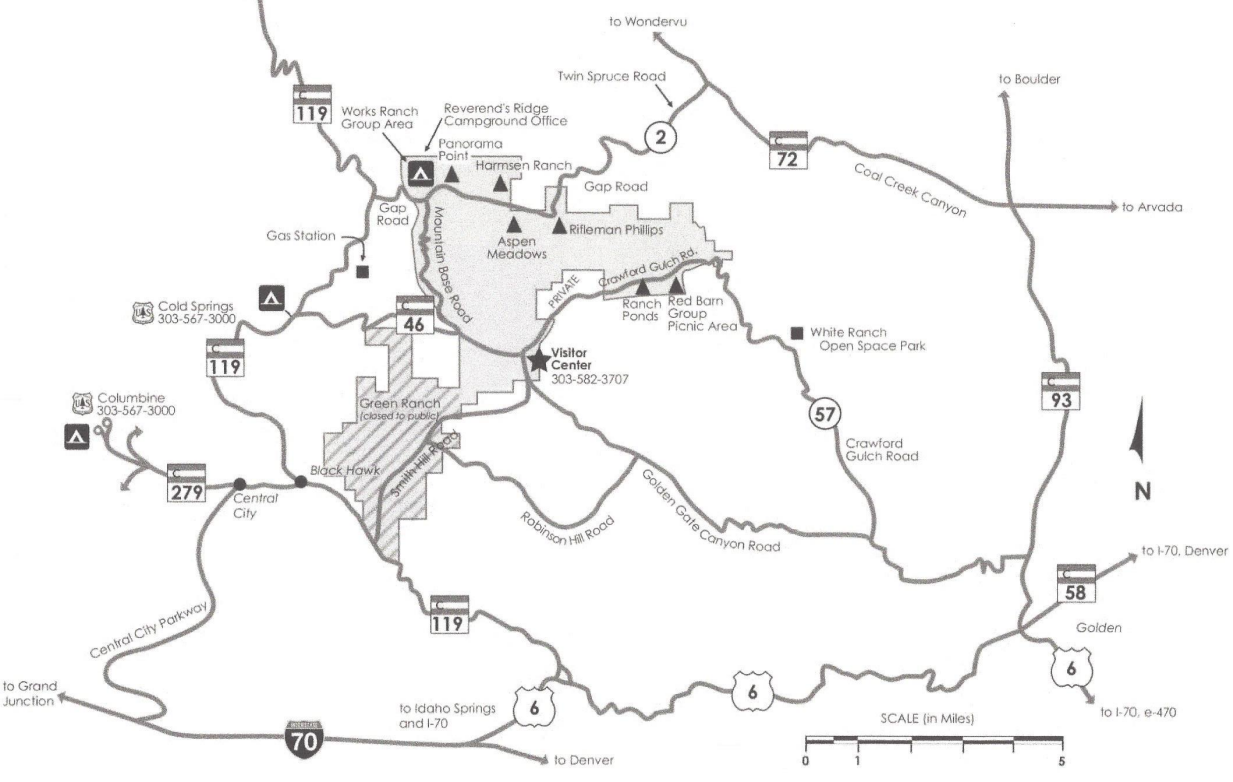 to Wondervu
Twin Spruce Road
to Boulder
C
119
Works Ranch
Group Area
Reverend's Ridge
Campground Office
Panorama
Point
Harmsen Ranch
2
C
72
Coal Creek Canyon
to Arvada
Gap Road
Gap
Road
Gas Station
Mountain Base Road
Aspen
Meadows
Rifleman Phillips
Crawford Gulch Rd.
PRIVATE
Ranch
Ponds
Red Barn
Group
Picnic Area
US
Cold Springs
303-567-3000
C
46
C
119
White Ranch
Open Space Park
Visitor
Center
303-582-3707
C
93
US
Columbine
303-567-3000
Green Ranch
(closed to public)
57
Crawford
Gulch Road
Smith Hill Road
Black Hawk
C
279
Central
City
Golden Gate Canyon Road
Robinson Hill Road
N
to I-70, Denver
C
58
C
119
Golden
Central City Parkway
6
6
6
to Grand
Junction
to Idaho Springs
and I-70
INTERSTATE
70
to Denver
to I-70, e-470
SCALE (in Miles)
0 1 5